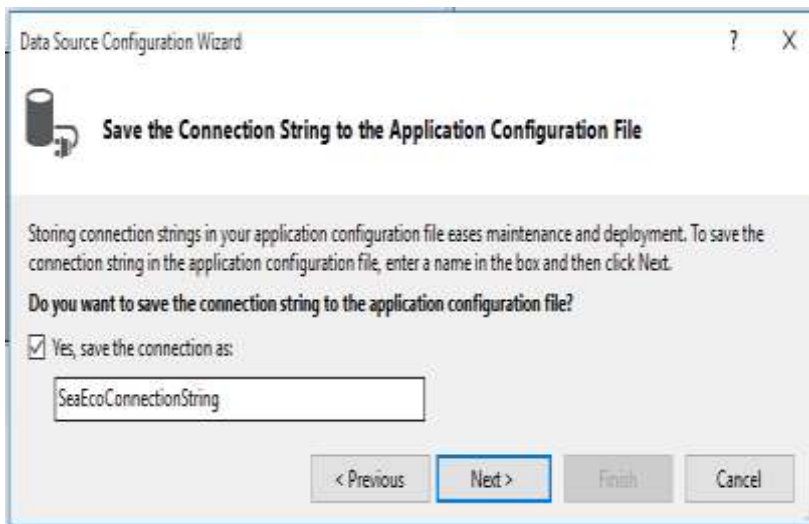 Data Source Configuration Wizard ? X
Save the Connection String to the Application Configuration File
Storing connection strings in your application configuration file eases maintenance and deployment. To save the
connection string in the application configuration file, enter a name in the box and then click Next.
Do you want to save the connection string to the application configuration file?
Yes, save the connection as:
SeaEcoConnectionString
< Previous Next > Finish Cancel